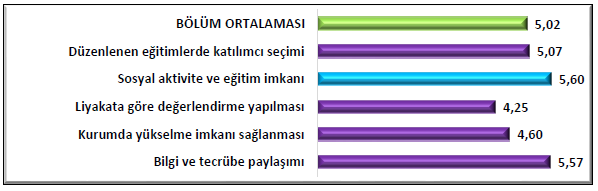 BÖLÜM ORTALAMASI 5,02
Düzenlenen eğitimlerde katılımcı seçimi 5,07
Sosyal aktivite ve eğitim imkanı 5,60
Liyakata göre değerlendirme yapılması 4,25
Kurumda yükselme imkanı sağlanması 4,60
Bilgi ve tecrübe paylaşımı 5,57